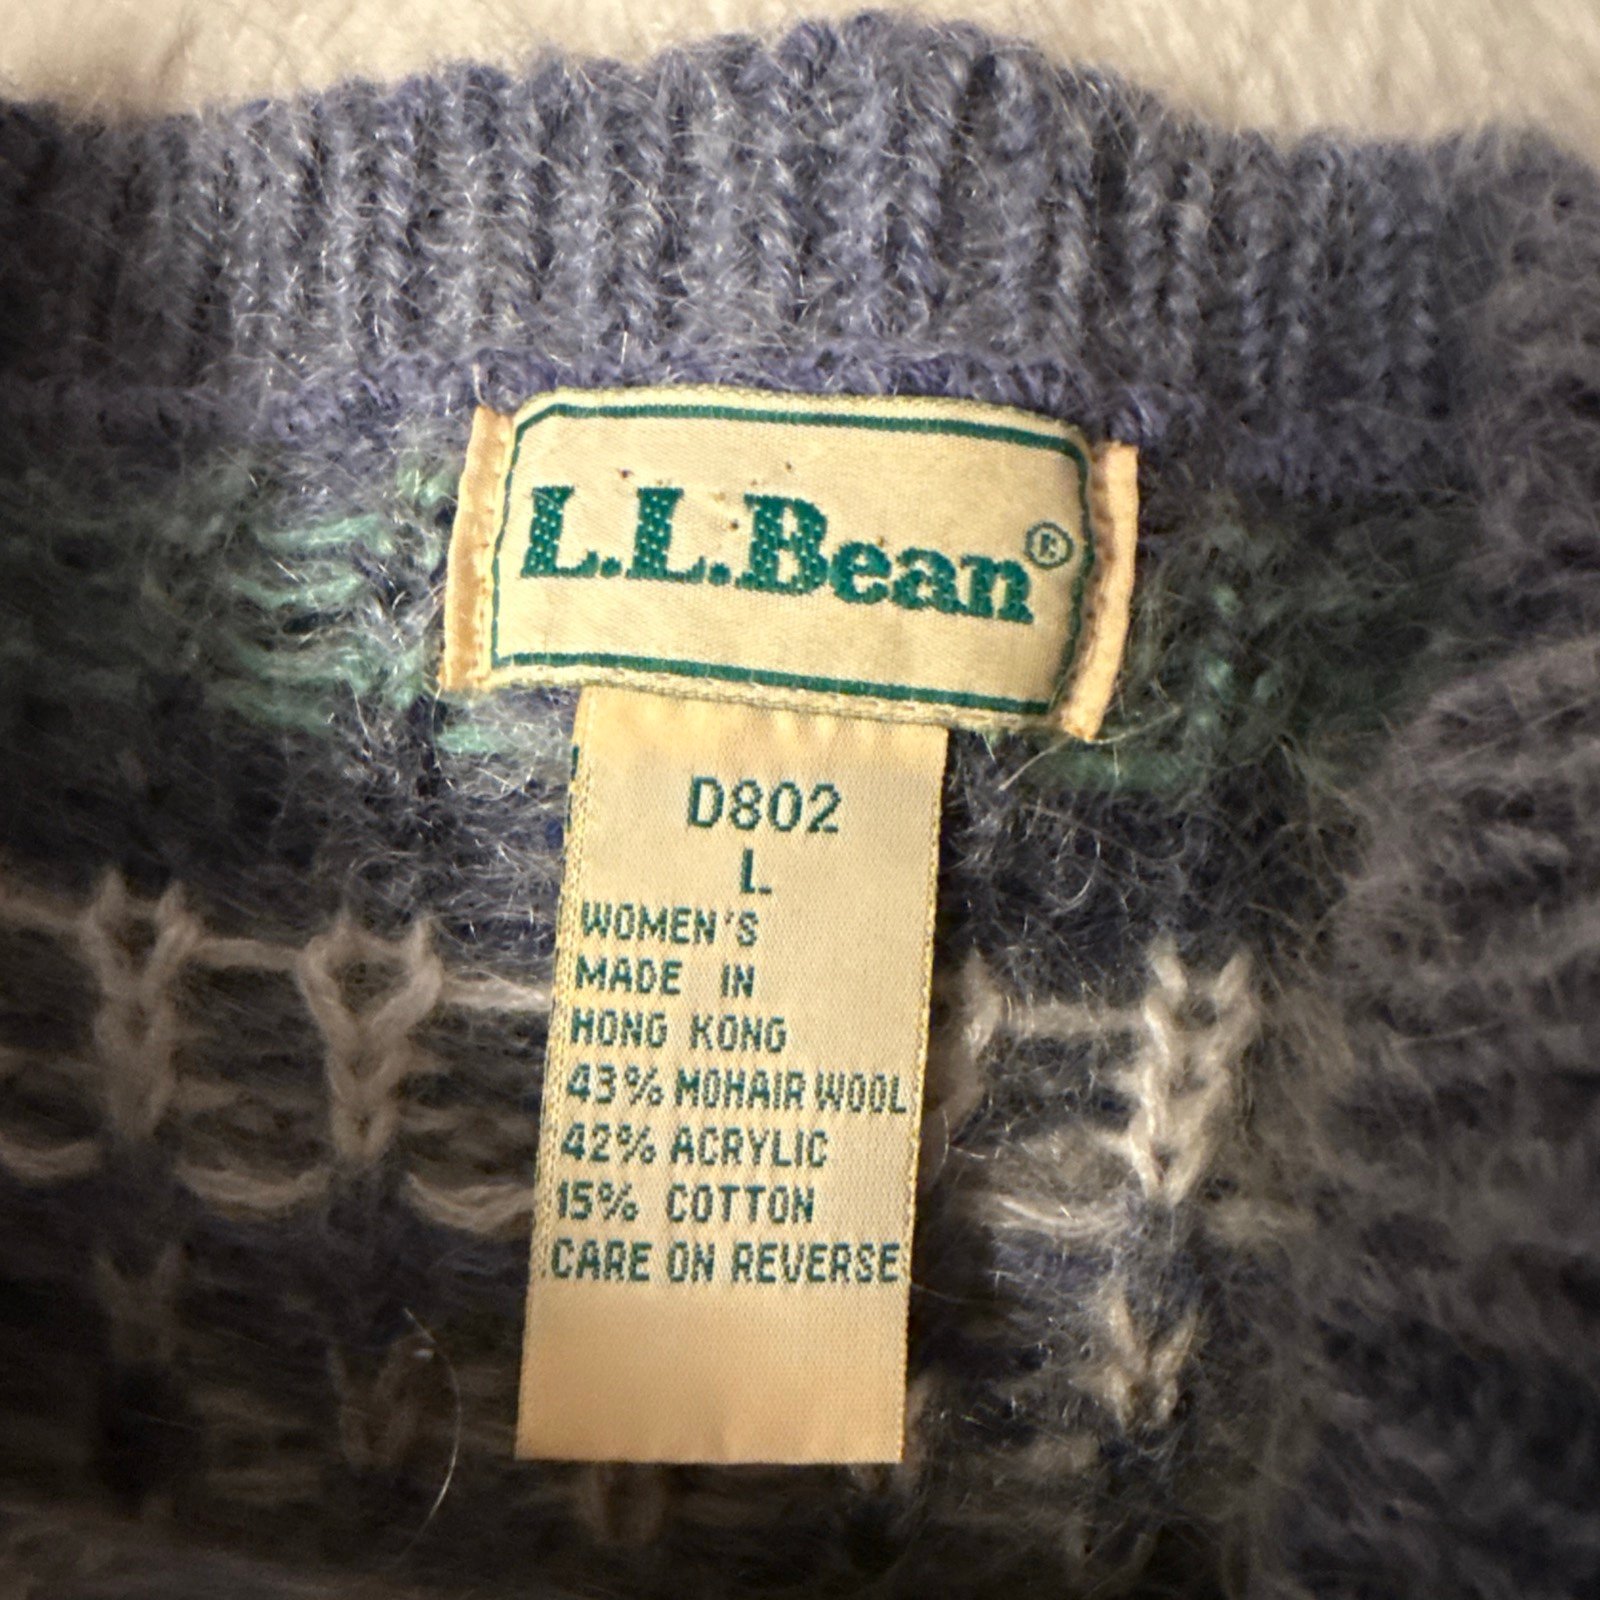 L.L.Bean®
D802
L
WOMEN'S
MADE IN
HONG KONG
43% MOHAIR WOOL
42% ACRYLIC
15% COTTON
CARE ON REVERSE